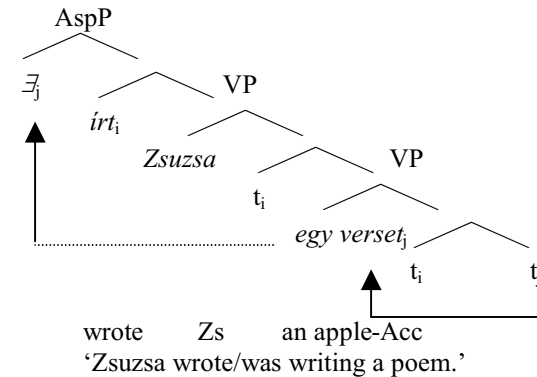 AspP
∃j
írti
VP
Zsuzsa
ti
VP
egy versetj
ti
tj
wrote Zs an apple-Acc
‘Zsuzsa wrote/was writing a poem.’